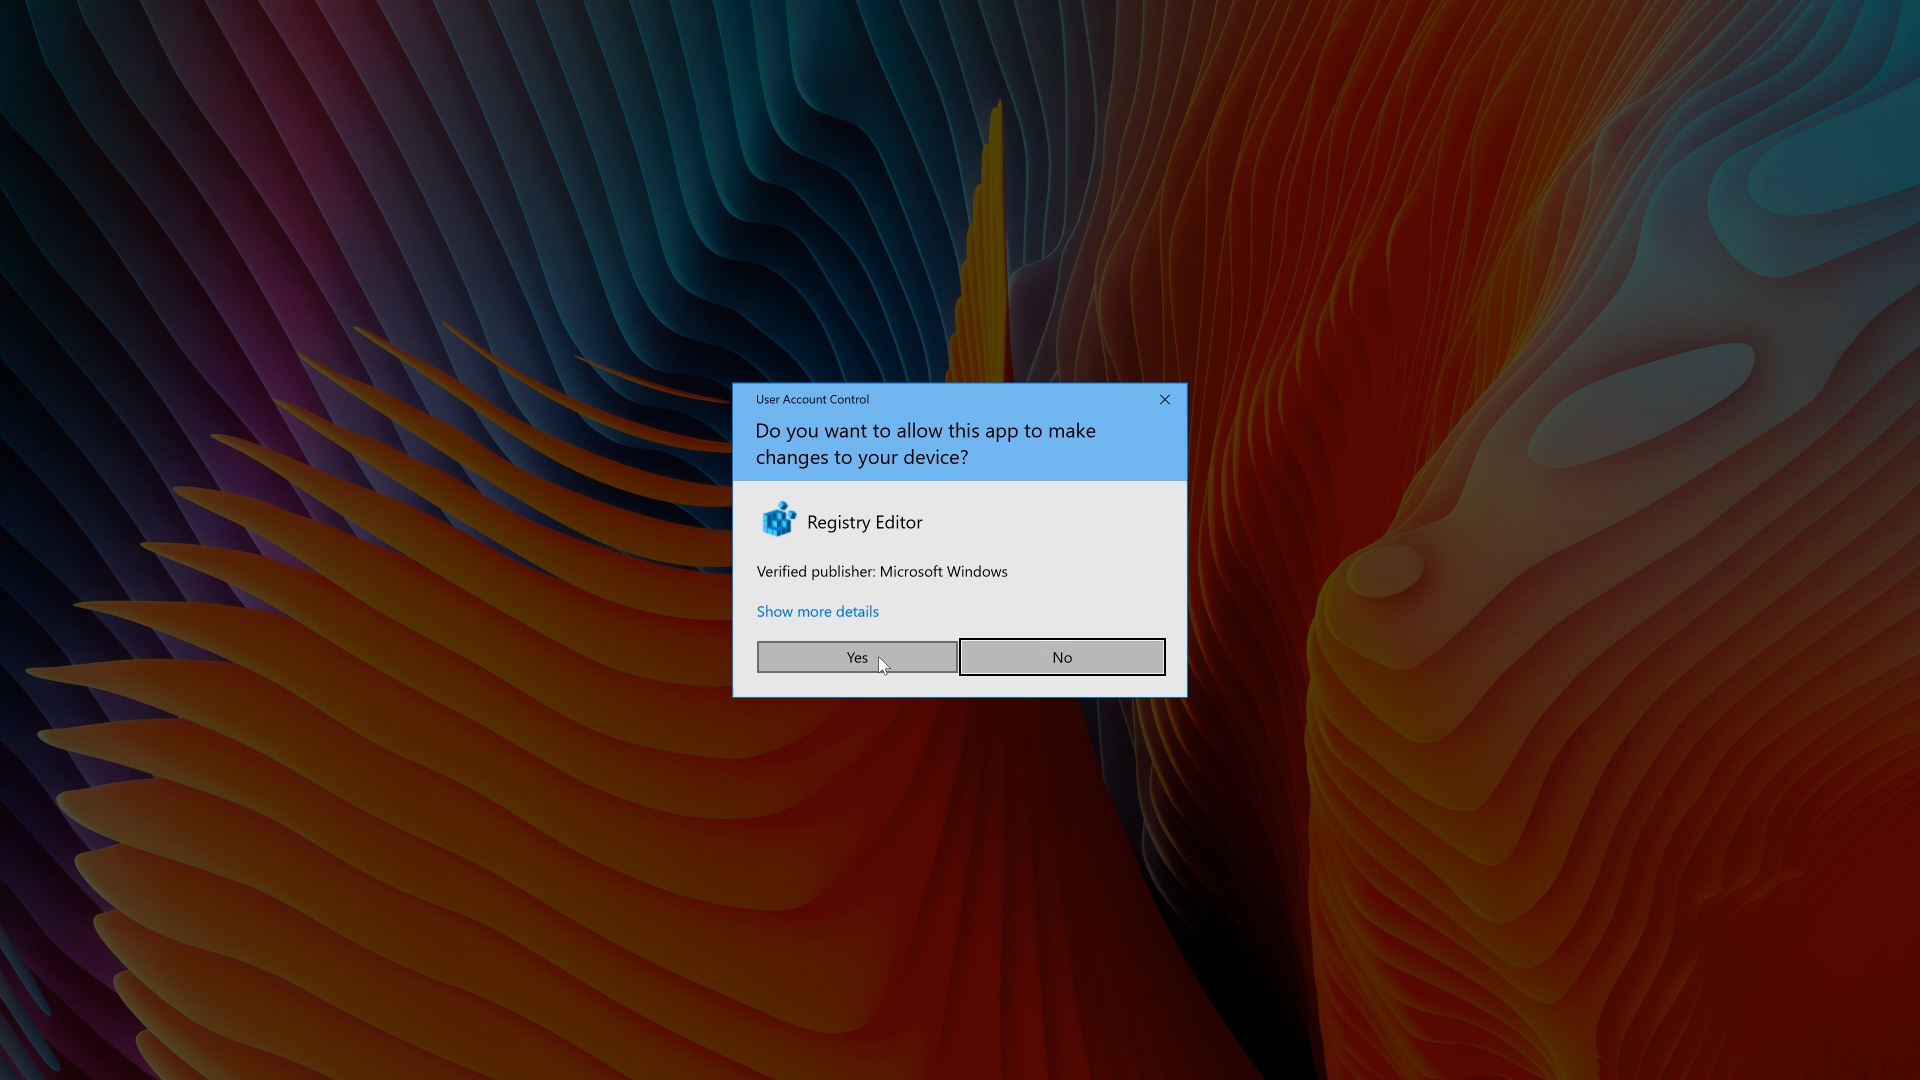 User Account Control
Do you want to allow this app to make
changes to your device?
Registry Editor
Verified publisher: Microsoft Windows
Show more details
Yes
No